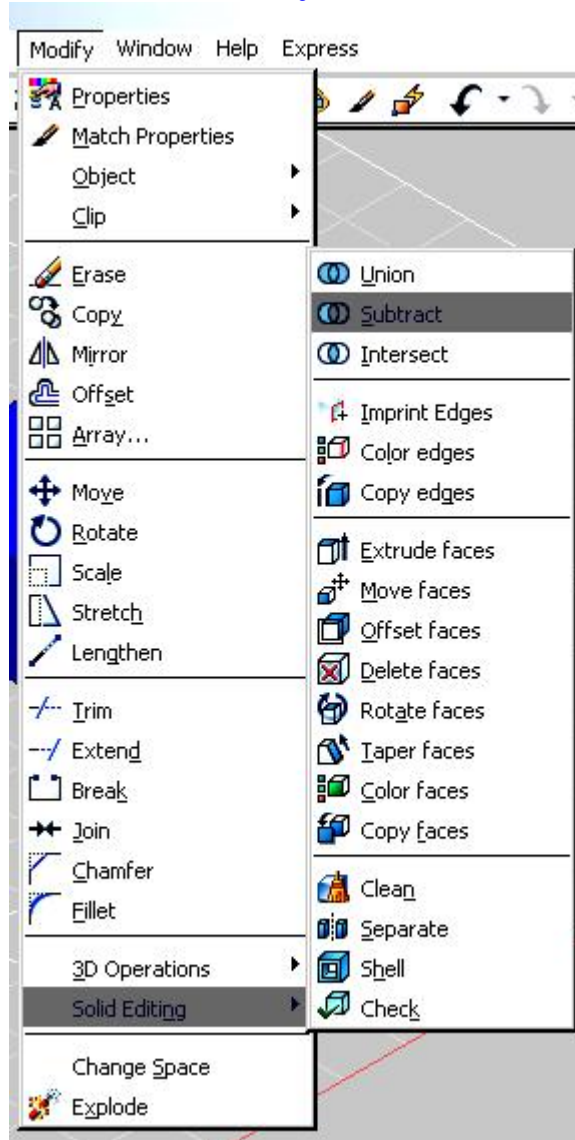 Modify Window Help Express
Properties
Match Properties
Object
Clip
Erase
Copy
Mirror
Offset
Array...
Move
Rotate
Scale
Stretch
Lengthen
Trim
Extend
Break
Join
Chamfer
Fillet
3D Operations
Solid Editing
Change Space
Explode
Union
Subtract
Intersect
Imprint Edges
Color edges
Copy edges
Extrude faces
Move faces
Offset faces
Delete faces
Rotate faces
Taper faces
Color faces
Copy faces
Clean
Separate
Shell
Check